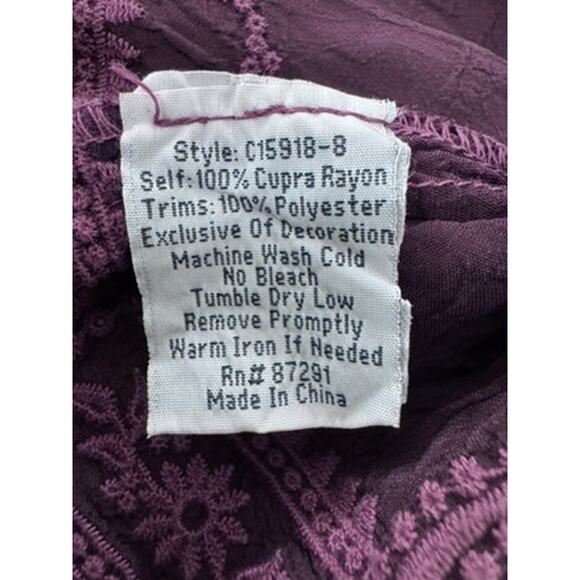 Style: C15918-8
Self:100% Cupra Rayon
Trims:100% Polyester
Exclusive Of Decoration
Machine Wash Cold
No Bleach
Tumble Dry Low
Remove Promptly
Warm Iron If Needed
Rn# 87291
Made In China